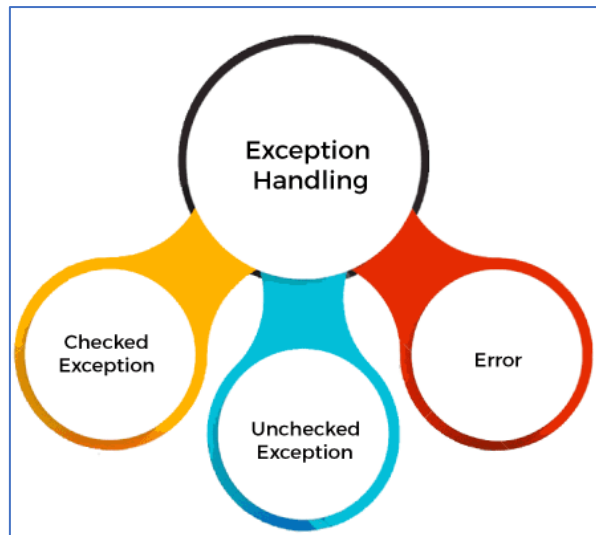 Exception
Handling
Checked
Exception
Unchecked
Exception
Error